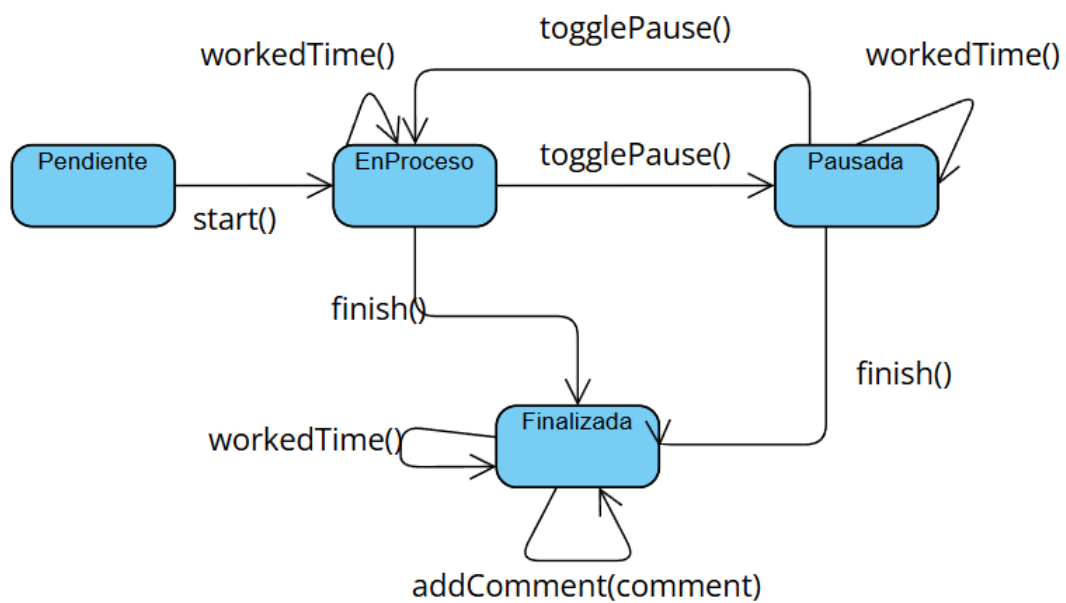 togglePause()
workedTime()
workedTime()
Pendiente
EnProceso
togglePause()
Pausada
start()
finish()
finish()
Finalizada
workedTime()
addComment(comment)